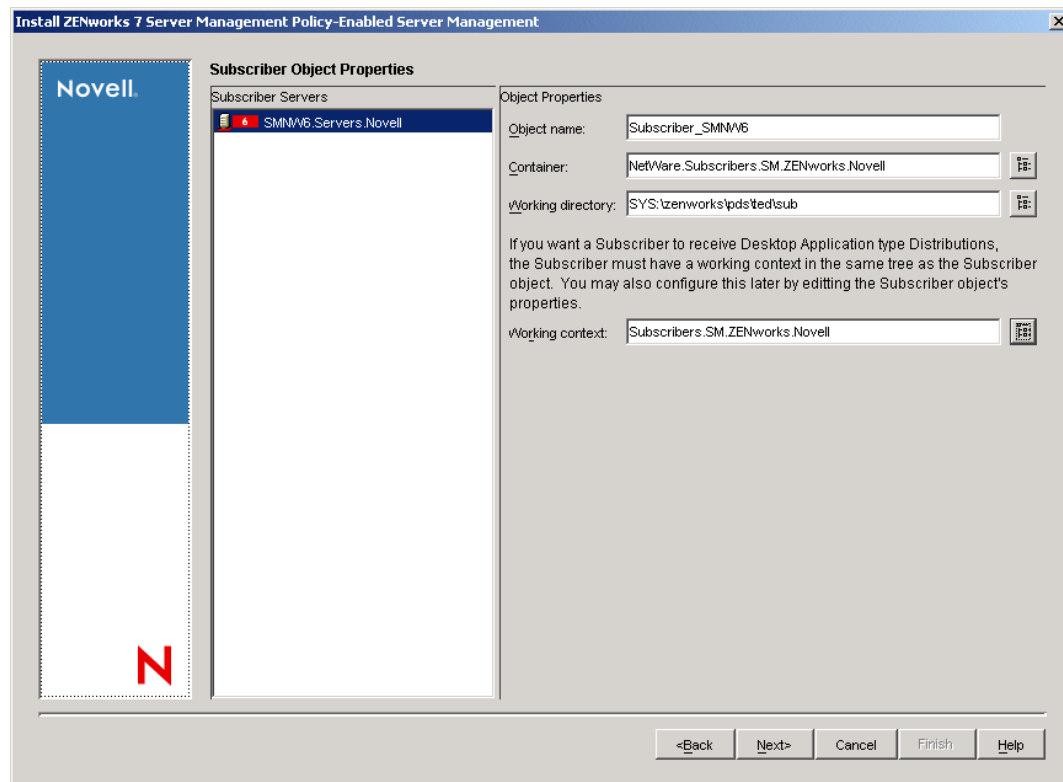 Install ZENworks 7 Server Management Policy-Enabled Server Management
Novell.
Subscriber Object Properties
Subscriber Servers
6 SMNW6.Servers.Novell
Object Properties
Object name: Subscriber_SMNW6
Container: NetWare.Subscribers.SM.ZENworks.Novell
Working directory: SYS:\zenworks\pds\ted\sub
If you want a Subscriber to receive Desktop Application type Distributions,
the Subscriber must have a working context in the same tree as the Subscriber
object. You may also configure this later by editting the Subscriber object's
properties.
Working context: Subscribers.SM.ZENworks.Novell
N
<Back Next> Cancel Finish Help